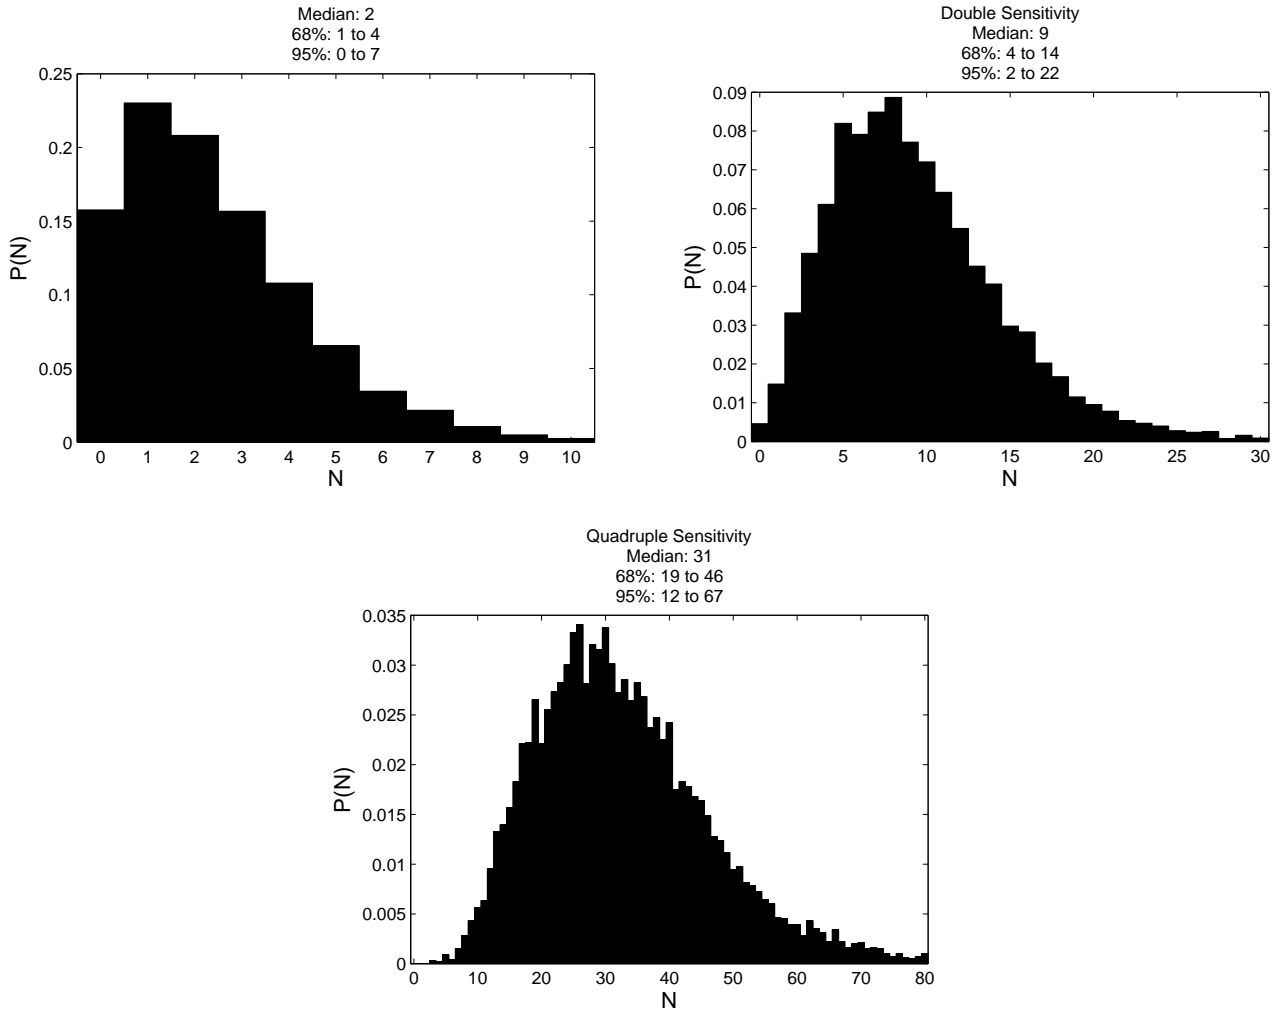 Median: 2
68%: 1 to 4
95%: 0 to 7
0.25
0.2
0.15
0.1
0.05
0
P(N)
0 1 2 3 4 5 6 7 8 9 10
N
Double Sensitivity
Median: 9
68%: 4 to 14
95%: 2 to 22
0.09
0.08
0.07
0.06
0.05
0.04
0.03
0.02
0.01
0
P(N)
0 5 10 15 20 25 30
N
Quadruple Sensitivity
Median: 31
68%: 19 to 46
95%: 12 to 67
0.035
0.03
0.025
0.02
0.015
0.01
0.005
0
P(N)
0 10 20 30 40 50 60 70 80
N